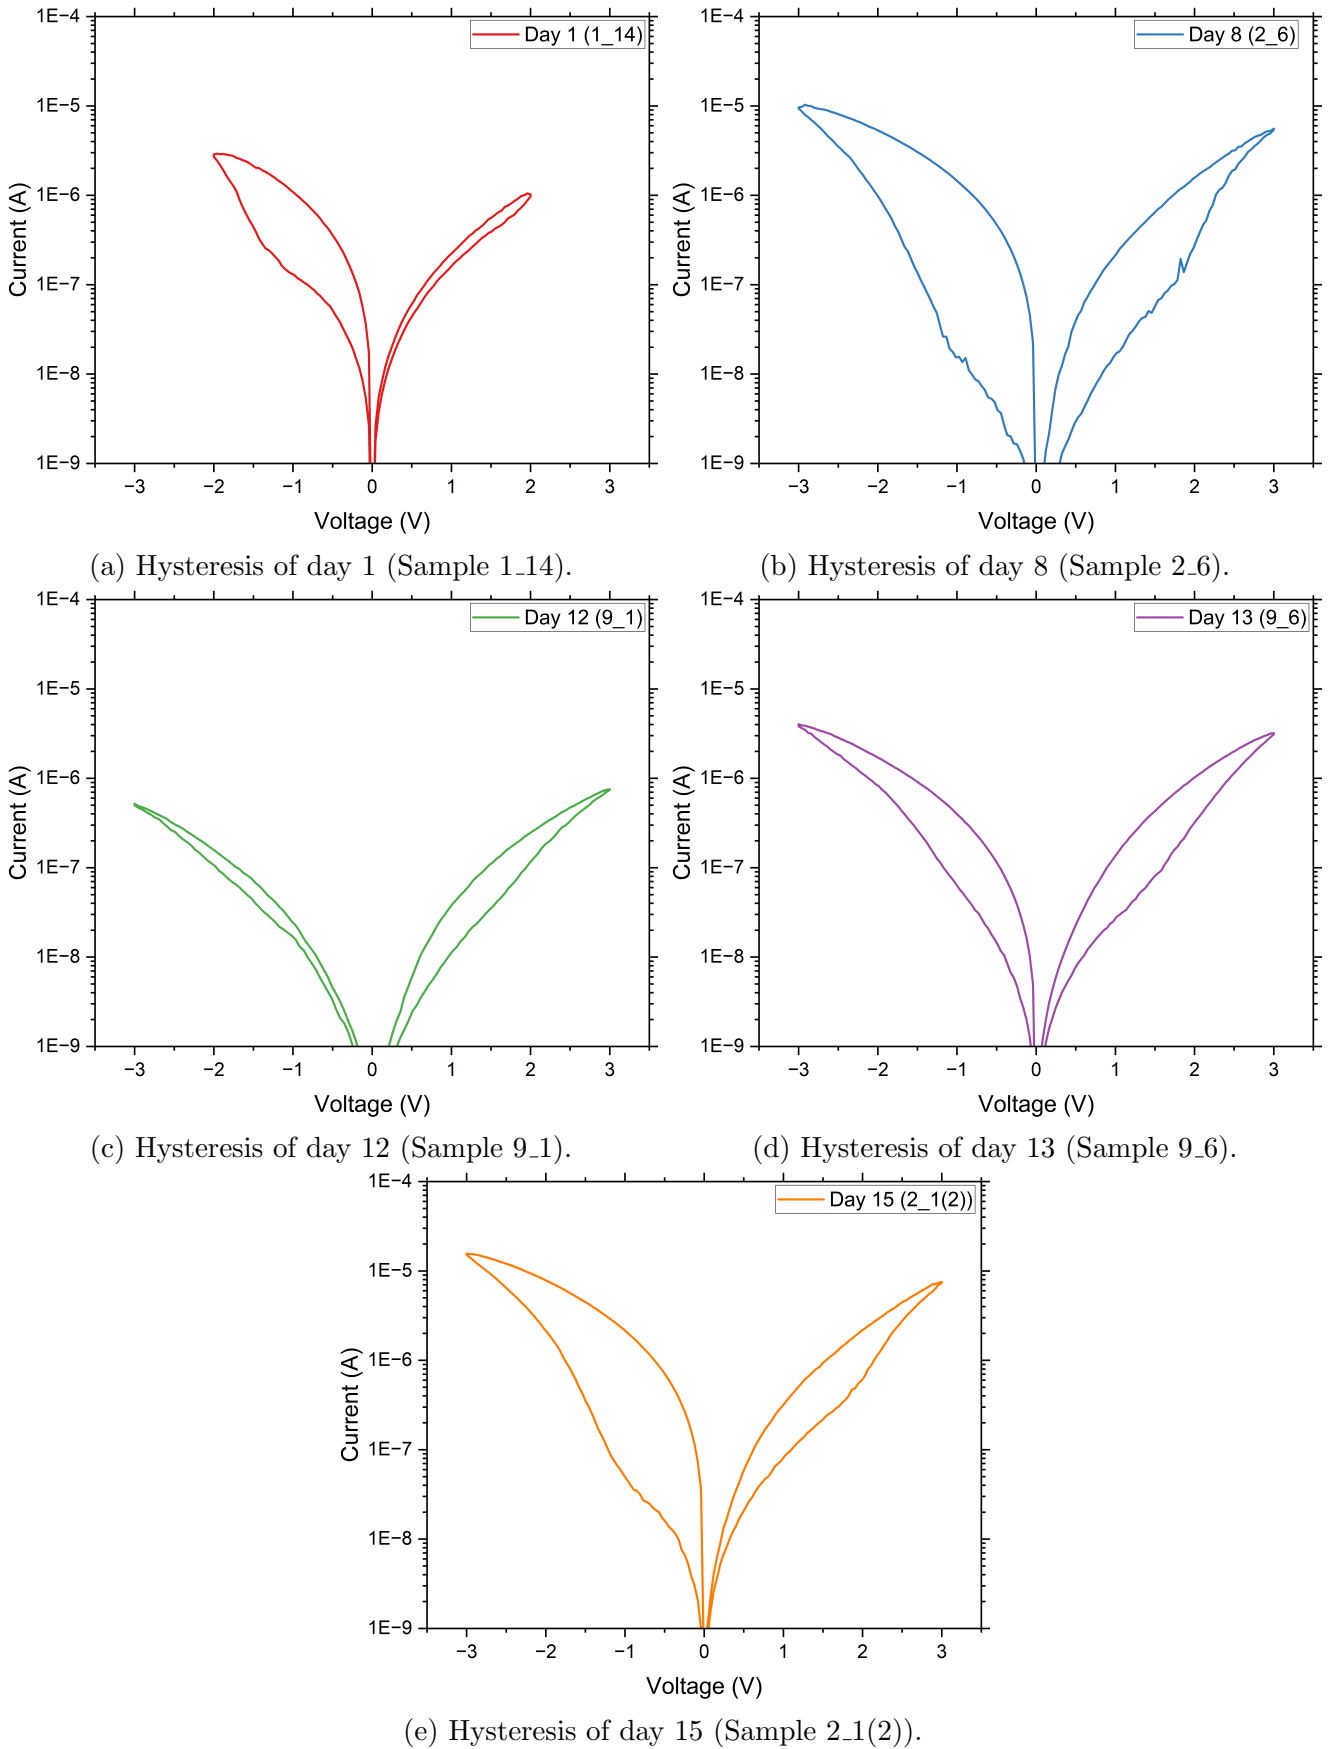 Day 1 (1_14)
1E−4
1E−5
1E−6
1E−7
1E−8
1E−9
Current (A)
−3 −2 −1 0 1 2 3
Voltage (V)
(a) Hysteresis of day 1 (Sample 1_14).
Day 8 (2_6)
1E−4
1E−5
1E−6
1E−7
1E−8
1E−9
Current (A)
−3 −2 −1 0 1 2 3
Voltage (V)
(b) Hysteresis of day 8 (Sample 2_6).
Day 12 (9_1)
1E−4
1E−5
1E−6
1E−7
1E−8
1E−9
Current (A)
−3 −2 −1 0 1 2 3
Voltage (V)
(c) Hysteresis of day 12 (Sample 9_1).
Day 13 (9_6)
1E−4
1E−5
1E−6
1E−7
1E−8
1E−9
Current (A)
−3 −2 −1 0 1 2 3
Voltage (V)
(d) Hysteresis of day 13 (Sample 9_6).
Day 15 (2_1(2))
1E−4
1E−5
1E−6
1E−7
1E−8
1E−9
Current (A)
−3 −2 −1 0 1 2 3
Voltage (V)
(e) Hysteresis of day 15 (Sample 2_1(2)).